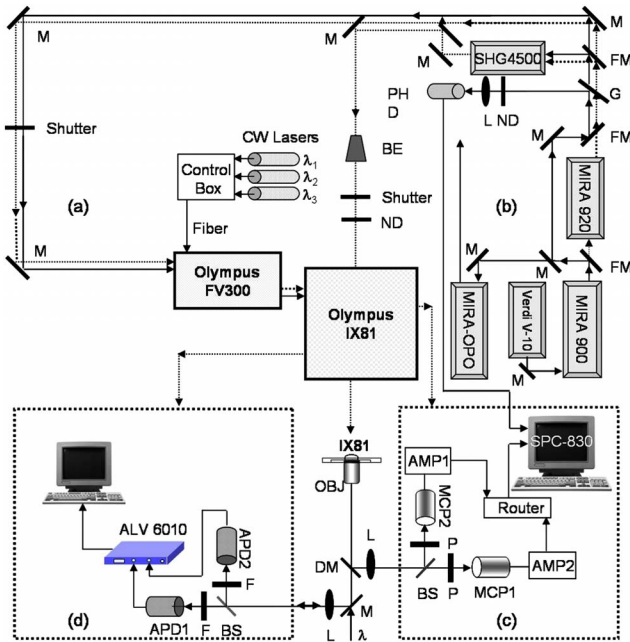 M
M
M
SHG4500
M
FM
PH
D
L ND
G
CW Lasers
BE
M
FM
Shutter
λ1
Control
Box
λ2
λ3
(a)
Shutter
ND
(b)
MIRA 920
Fiber
M
Olympus
FV300
M
M
FM
Olympus
IX81
MIRA-OPO
Verdi V-10
MIRA 900
M
IX81
OBJ
SPC-830
AMP1
MCP2
Router
ALV 6010
APD2
L
P
AMP2
DM
F
BS
P
MCP1
(d)
APD1
F
BS
M
L
λ
(c)